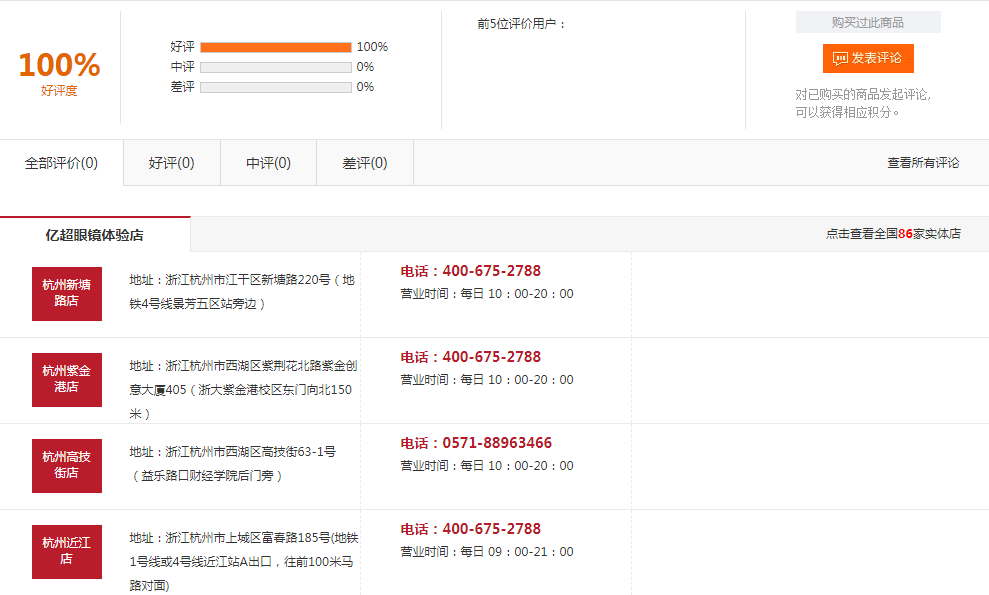 100%
好评度
好评 100%
中评 0%
差评 0%
前5位评价用户：
购买过此商品
发表评论
对已购买的商品发起评论,
可以获得相应积分。
全部评价(0) 好评(0) 中评(0) 差评(0) 查看所有评论
亿超眼镜体验店 点击查看全国86家实体店
杭州新塘
路店
地址：浙江杭州市江干区新塘路220号（地
铁4号线景芳五区站旁边）
电话：400-675-2788
营业时间：每日 10：00-20：00
杭州紫金
港店
地址：浙江杭州市西湖区紫荆花北路紫金创
意大厦405（浙大紫金港校区东门向北150
米）
电话：400-675-2788
营业时间：每日 10：00-20：00
杭州高技
街店
地址：浙江杭州市西湖区高技街63-1号
（益乐路口财经学院后门旁）
电话：0571-88963466
营业时间：每日 10：00-20：00
杭州近江
店
地址：浙江杭州市上城区富春路185号(地铁
1号线或4号线近江站A出口，往前100米马
路对面)
电话：400-675-2788
营业时间：每日 09：00-21：00